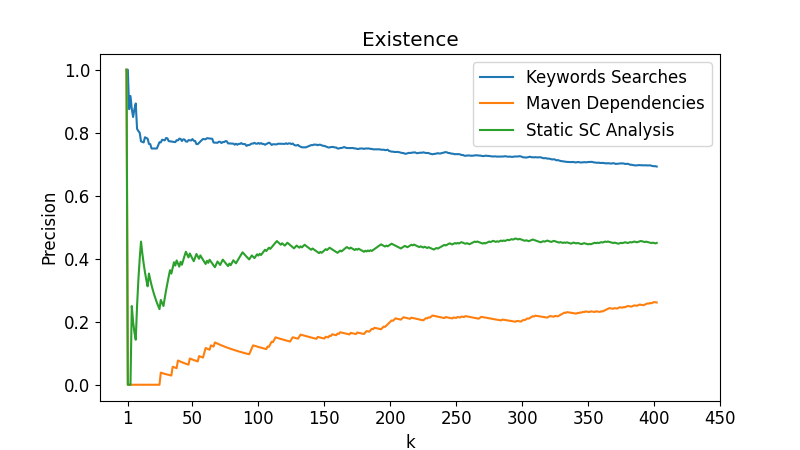 Existence
Keywords Searches
Maven Dependencies
Static SC Analysis
Precision
1.0
0.8
0.6
0.4
0.2
0.0
1 50 100 150 200 250 300 350 400 450
k